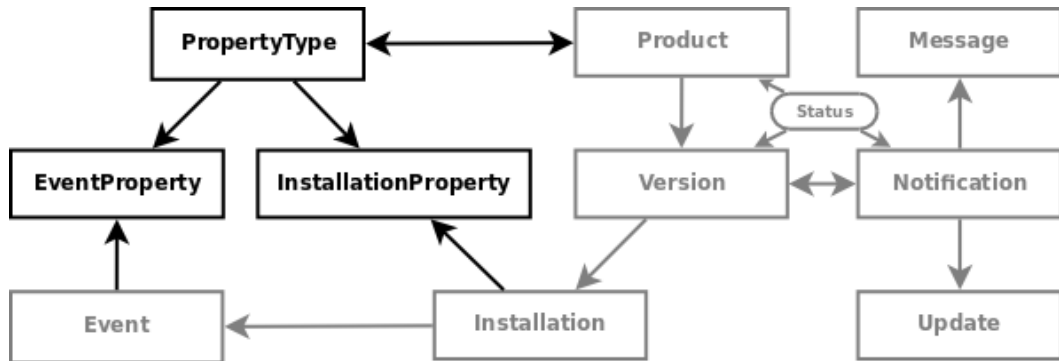 PropertyType
Product
Message
Status
EventProperty
InstallationProperty
Version
Notification
Event
Installation
Update